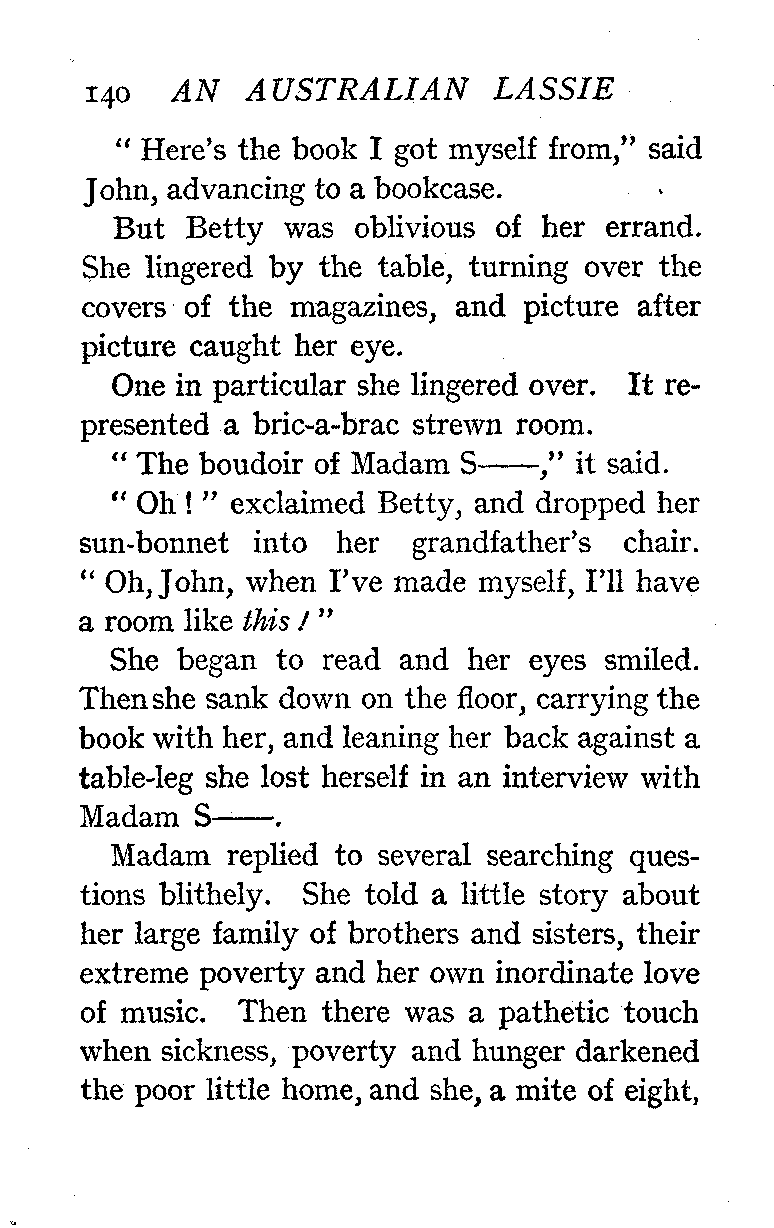 140 AN AUSTRALIAN LASSIE
“ Here’s the book I got myself from,” said
John, advancing to a bookcase.
But Betty was oblivious of her errand.
She lingered by the table, turning over the
covers of the magazines, and picture after
picture caught her eye.
One in particular she lingered over. It re-
presented a bric-a-brac strewn room.
“ The boudoir of Madam S——,” it said.
“ Oh ! ” exclaimed Betty, and dropped her
sun-bonnet into her grandfather’s chair.
“ Oh, John, when I’ve made myself, I’ll have
a room like this ! ”
She began to read and her eyes smiled.
Then she sank down on the floor, carrying the
book with her, and leaning her back against a
table-leg she lost herself in an interview with
Madam S——.
Madam replied to several searching ques-
tions blithely. She told a little story about
her large family of brothers and sisters, their
extreme poverty and her own inordinate love
of music. Then there was a pathetic touch
when sickness, poverty and hunger darkened
the poor little home, and she, a mite of eight,